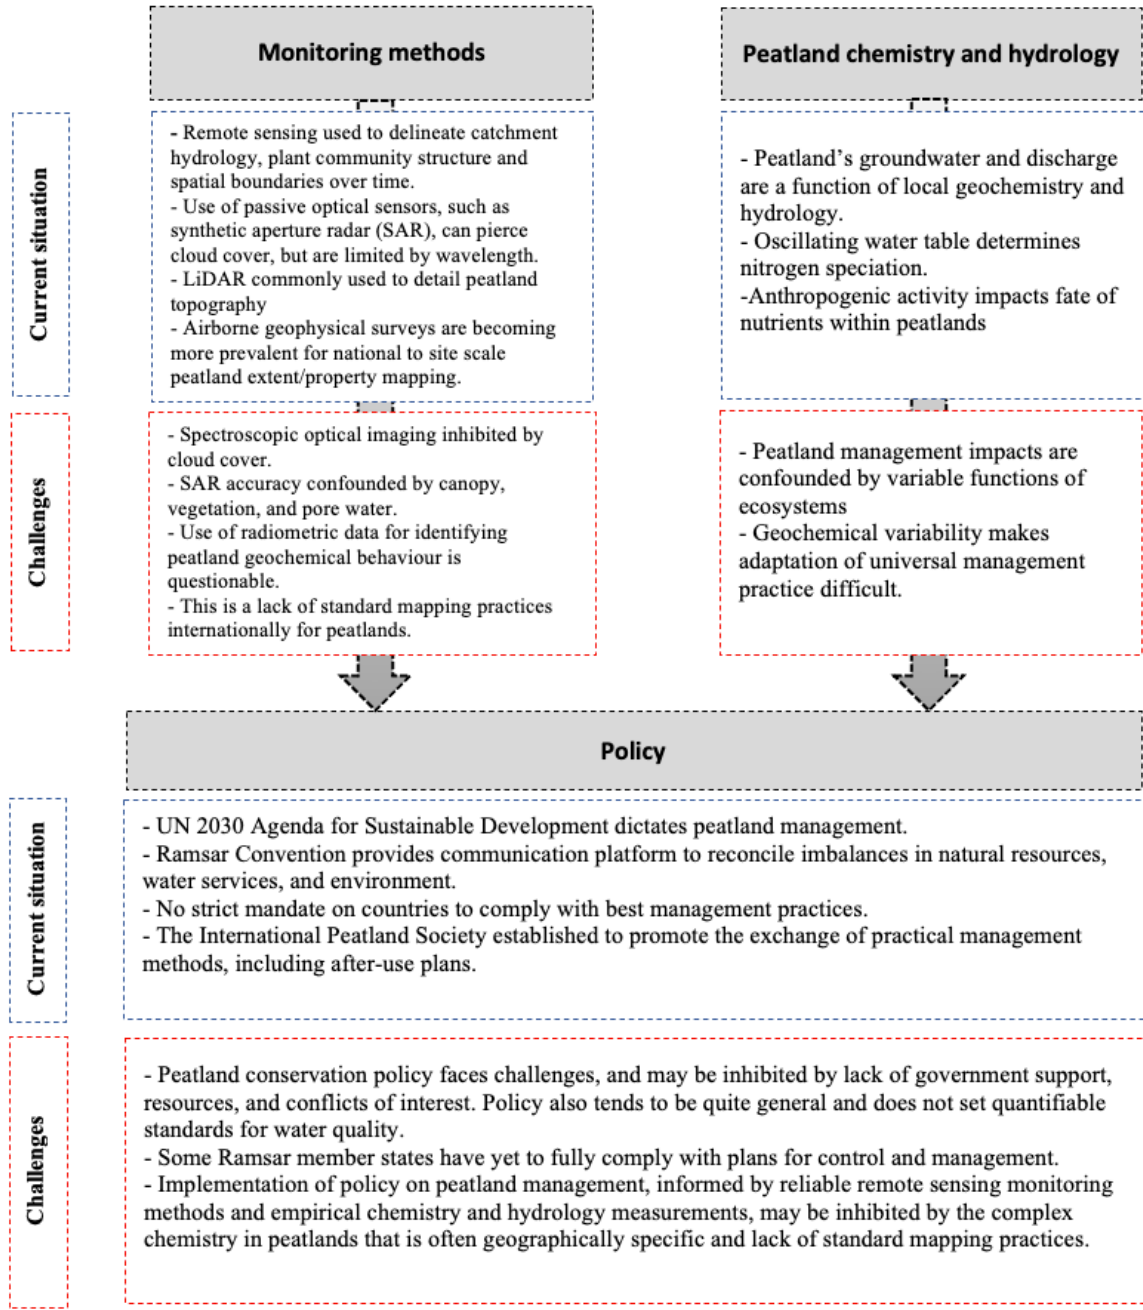 Monitoring methods
Peatland chemistry and hydrology
Current situation
- Remote sensing used to delineate catchment
hydrology, plant community structure and
spatial boundaries over time.
- Use of passive optical sensors, such as
synthetic aperture radar (SAR), can pierce
cloud cover, but are limited by wavelength.
- LiDAR commonly used to detail peatland
topography
- Airborne geophysical surveys are becoming
more prevalent for national to site scale
peatland extent/property mapping.
- Peatland's groundwater and discharge
are a function of local geochemistry and
hydrology.
- Oscillating water table determines
nitrogen speciation.
-Anthropogenic activity impacts fate of
nutrients within peatlands
Challenges
- Spectroscopic optical imaging inhibited by
cloud cover.
- SAR accuracy confounded by canopy,
vegetation, and pore water.
- Use of radiometric data for identifying
peatland geochemical behaviour is
questionable.
- This is a lack of standard mapping practices
internationally for peatlands.
- Peatland management impacts are
confounded by variable functions of
ecosystems
- Geochemical variability makes
adaptation of universal management
practice difficult.
Policy
Current situation
- UN 2030 Agenda for Sustainable Development dictates peatland management.
- Ramsar Convention provides communication platform to reconcile imbalances in natural resources,
water services, and environment.
- No strict mandate on countries to comply with best management practices.
- The International Peatland Society established to promote the exchange of practical management
methods, including after-use plans.
Challenges
- Peatland conservation policy faces challenges, and may be inhibited by lack of government support,
resources, and conflicts of interest. Policy also tends to be quite general and does not set quantifiable
standards for water quality.
- Some Ramsar member states have yet to fully comply with plans for control and management.
- Implementation of policy on peatland management, informed by reliable remote sensing monitoring
methods and empirical chemistry and hydrology measurements, may be inhibited by the complex
chemistry in peatlands that is often geographically specific and lack of standard mapping practices.